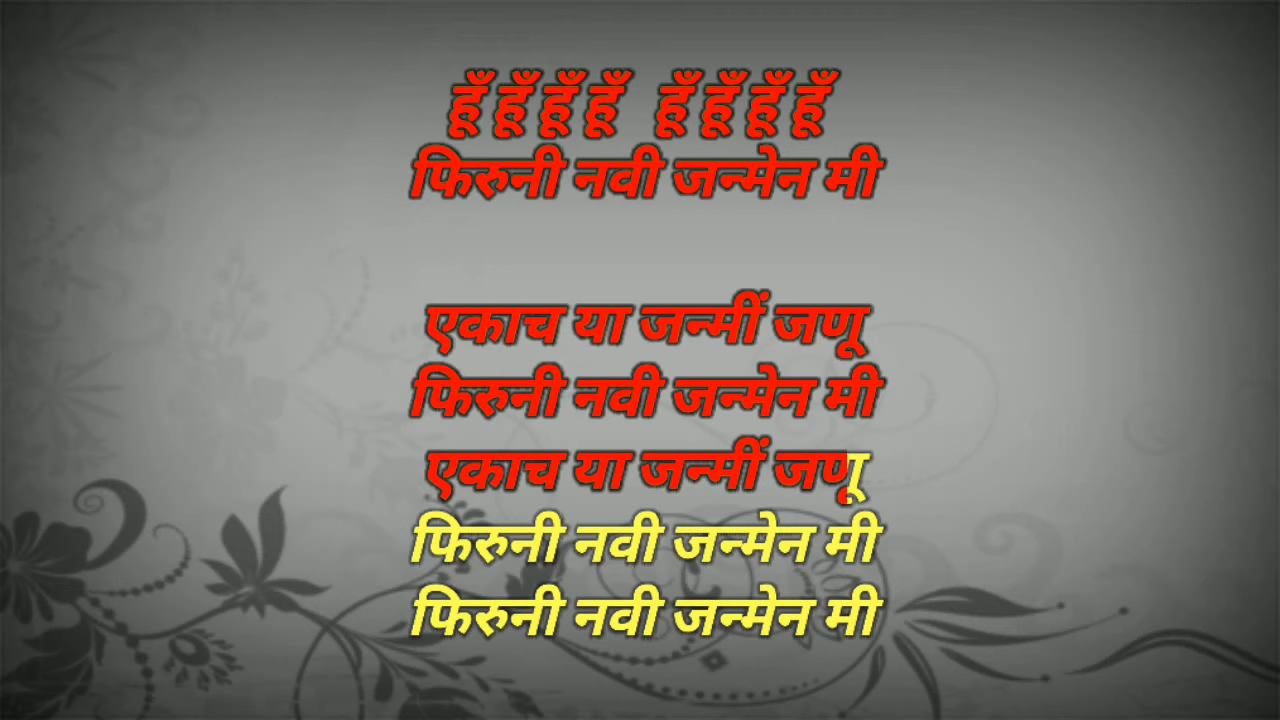 हूँ हूँ हूँ हूँ हूँ हूँ हूँ हूँ
फिरुनी नवी जन्मेन मी
एकाच या जन्मीं जणू
फिरुनी नवी जन्मेन मी
एकाच या जन्मीं जणू
फिरुनी नवी जन्मेन मी
फिरुनी नवी जन्मेन मी